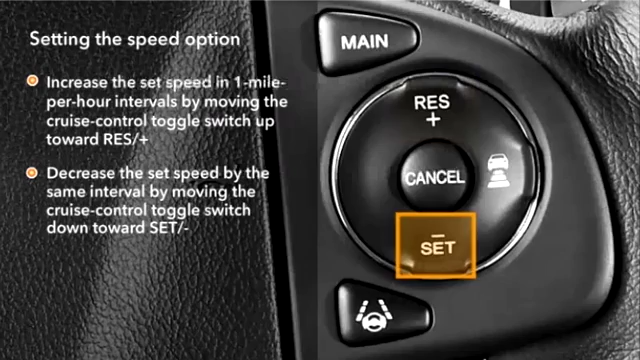 Setting the speed option
Increase the set speed in 1-mile-
per-hour intervals by moving the
cruise-control toggle switch up
toward RES/+
Decrease the set speed by the
same interval by moving the
cruise-control toggle switch
down toward SET/-
MAIN
RES
+
CANCEL
–
SET